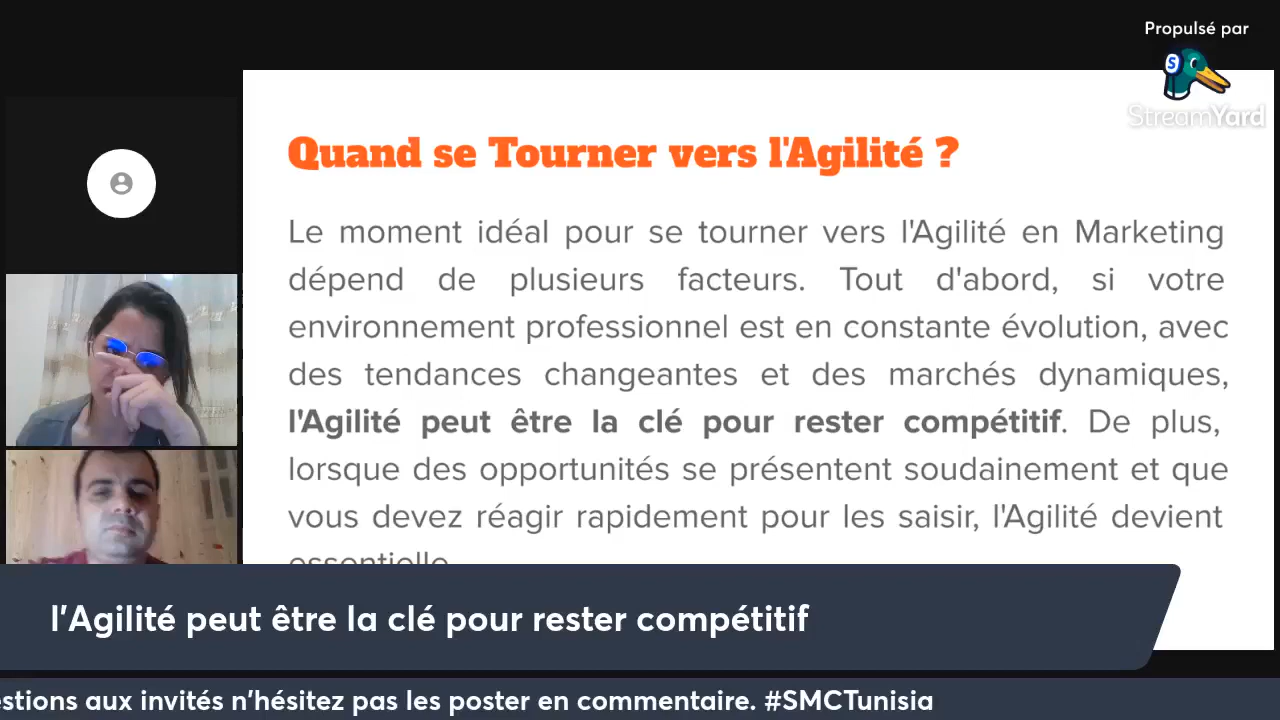 Propulsé par
S
StreamYard
Quand se Tourner vers l'Agilité ?
Le moment idéal pour se tourner vers l'Agilité en Marketing
dépend de plusieurs facteurs. Tout d'abord, si votre
environnement professionnel est en constante évolution, avec
des tendances changeantes et des marchés dynamiques,
l'Agilité peut être la clé pour rester compétitif. De plus,
lorsque des opportunités se présentent soudainement et que
vous devez réagir rapidement pour les saisir, l'Agilité devient
essentielle
l'Agilité peut être la clé pour rester compétitif
estions aux invités n'hésitez pas les poster en commentaire. #SMCTunisia